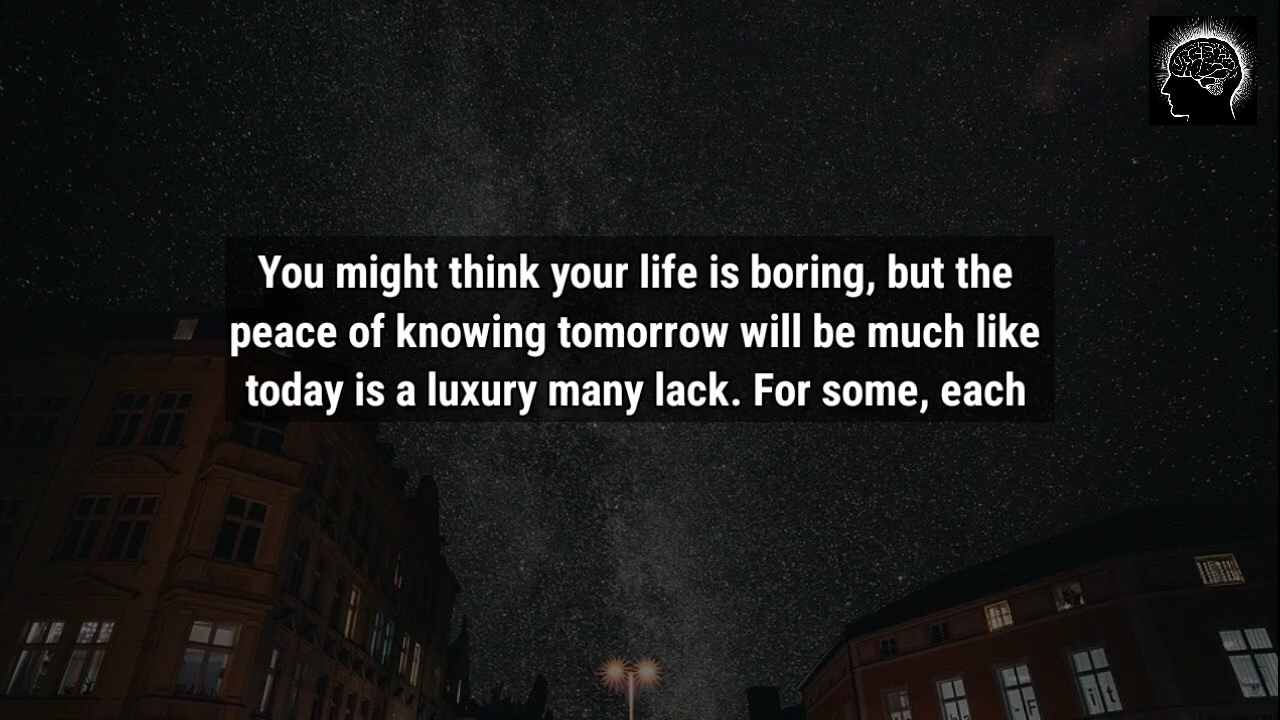 You might think your life is boring, but the
peace of knowing tomorrow will be much like
today is a luxury many lack. For some, each